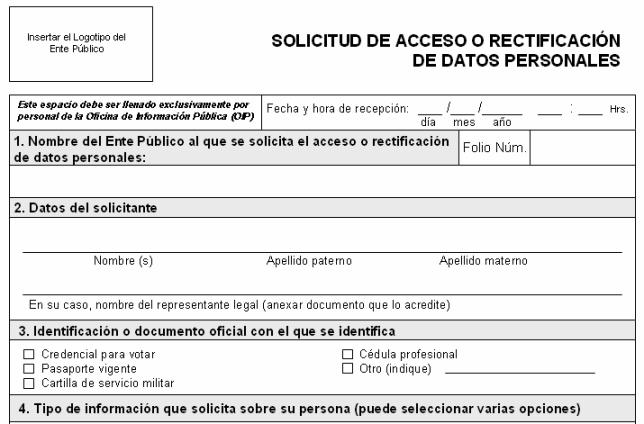 Insertar el Logotipo del
Ente Público
SOLICITUD DE ACCESO O RECTIFICACIÓN
DE DATOS PERSONALES
Este espacio debe ser llenado exclusivamente por
personal de la Oficina de Información Pública (OIP)
Fecha y hora de recepción: ___ /___ /_____ ___ : ___ Hrs.
día mes año
1. Nombre del Ente Público al que se solicita el acceso o rectificación
de datos personales:
Folio Núm.
2. Datos del solicitante
Nombre (s) Apellido paterno Apellido materno
En su caso, nombre del representante legal (anexar documento que lo acredite)
3. Identificación o documento oficial con el que se identifica
Credencial para votar
Pasaporte vigente
Cartilla de servicio militar
Cédula profesional
Otro (indique)
4. Tipo de información que solicita sobre su persona (puede seleccionar varias opciones)